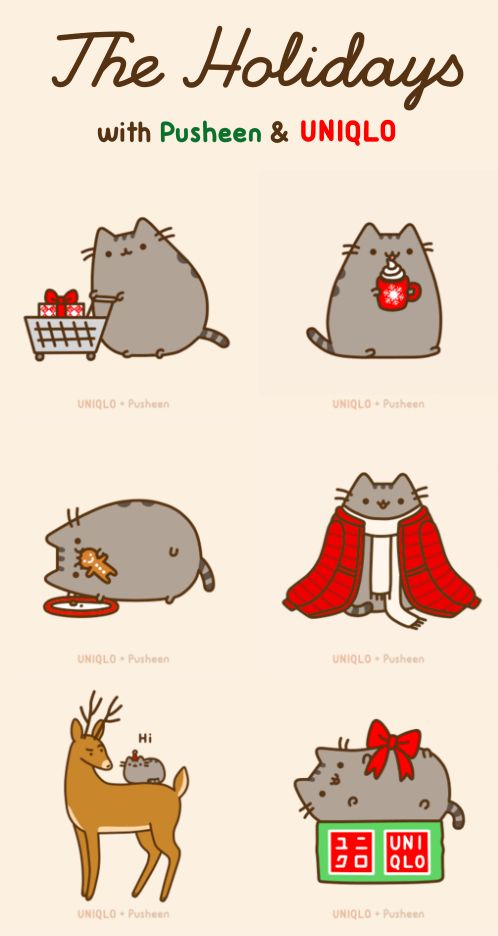 The Holidays
with Pusheen & UNIQLO
UNIQLO + Pusheen
UNIQLO + Pusheen
UNIQLO + Pusheen
UNIQLO + Pusheen
Hi
ユニ
クロ
UNI
QLO
UNIQLO + Pusheen
UNIQLO + Pusheen